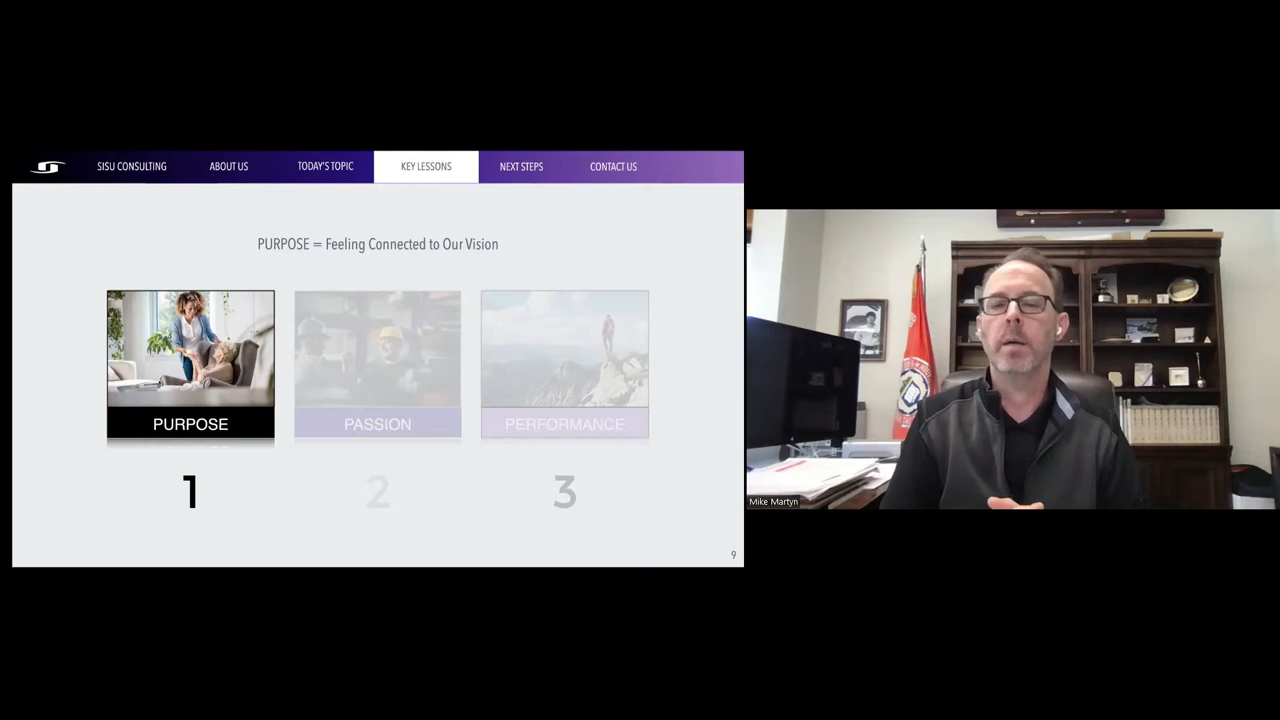 SISU CONSULTING
ABOUT US
TODAY'S TOPIC
KEY LESSONS
NEXT STEPS
CONTACT US
PURPOSE = Feeling Connected to Our Vision
PURPOSE
PASSION
PERFORMANCE
1
2
3
9
Mike Martyn